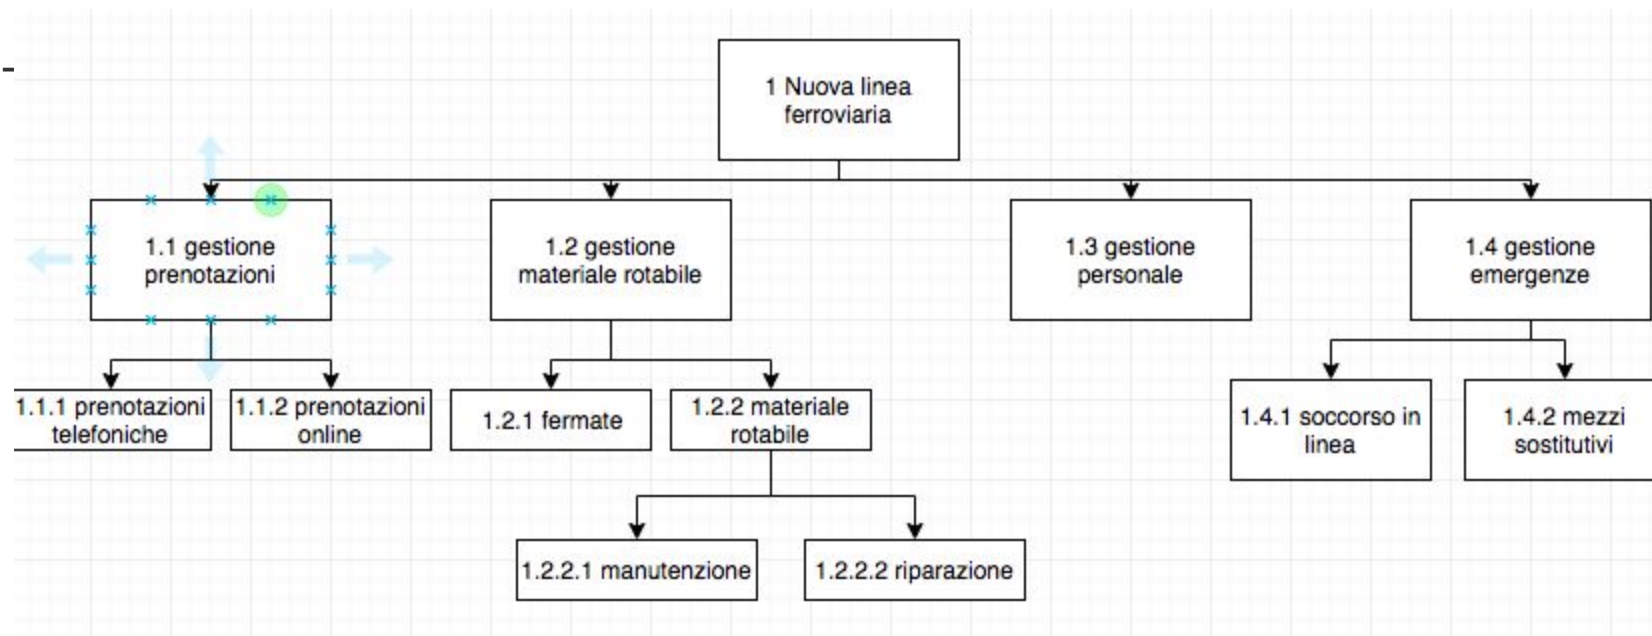 1 Nuova linea
ferroviaria
1.1 gestione
prenotazioni
1.2 gestione
materiale rotabile
1.3 gestione
personale
1.4 gestione
emergenze
1.1.1 prenotazioni
telefoniche
1.1.2 prenotazioni
online
1.2.1 fermate
1.2.2 materiale
rotabile
1.4.1 soccorso in
linea
1.4.2 mezzi
sostitutivi
1.2.2.1 manutenzione
1.2.2.2 riparazione